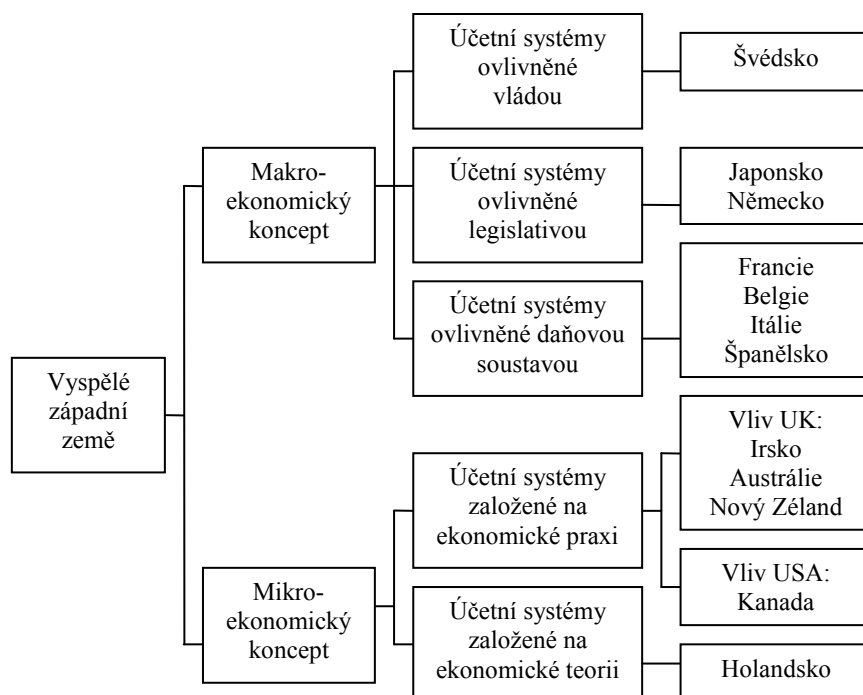 Účetní systémy
ovlivněné
vládou
Švédsko
Makro-
ekonomický
koncept
Účetní systémy
ovlivněné
legislativou
Japonsko
Německo
Účetní systémy
ovlivněné daňovou
soustavou
Francie
Belgie
Itálie
Španělsko
Vyspělé
západní
země
Účetní systémy
založené na
ekonomické praxi
Vliv UK:
Irsko
Austrálie
Nový Zéland
Vliv USA:
Kanada
Mikro-
ekonomický
koncept
Účetní systémy
založené na
ekonomické teorii
Holandsko